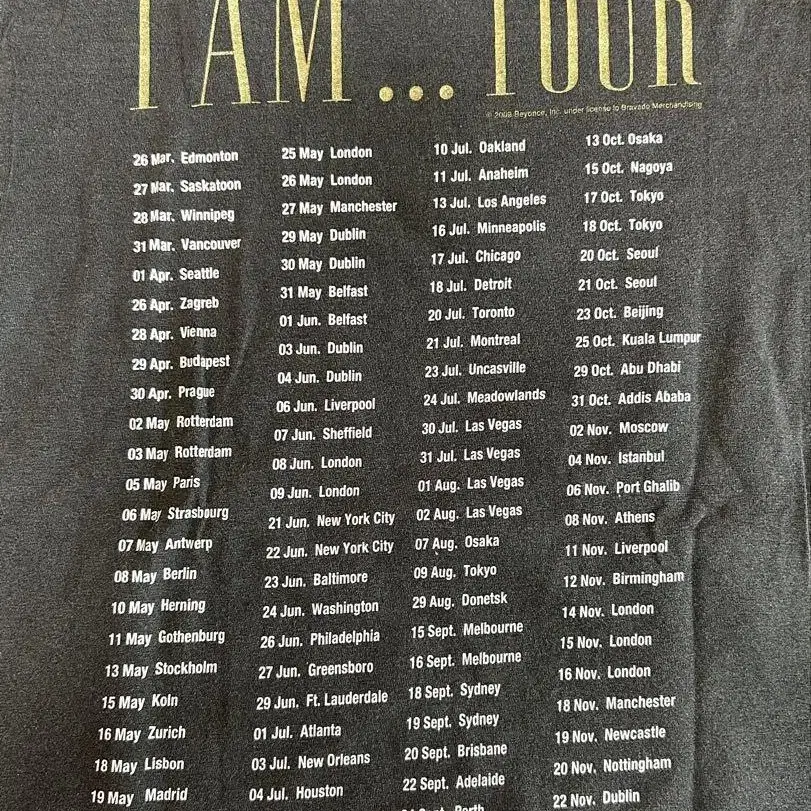 I AM... TOUR
© 2009 Beyonce, Inc. under license to Bravado Merchandising
26 Mar. Edmonton
27 Mar. Saskatoon
28 Mar. Winnipeg
31 Mar. Vancouver
01 Apr. Seattle
26 Apr. Zagreb
28 Apr. Vienna
29 Apr. Budapest
30 Apr. Prague
02 May Rotterdam
03 May Rotterdam
05 May Paris
06 May Strasbourg
07 May Antwerp
08 May Berlin
10 May Herning
11 May Gothenburg
13 May Stockholm
15 May Koln
16 May Zurich
18 May Lisbon
19 May Madrid
25 May London
26 May London
27 May Manchester
29 May Dublin
30 May Dublin
31 May Belfast
01 Jun. Belfast
03 Jun. Dublin
04 Jun. Dublin
06 Jun. Liverpool
07 Jun. Sheffield
08 Jun. London
09 Jun. London
21 Jun. New York City
22 Jun. New York City
23 Jun. Baltimore
24 Jun. Washington
26 Jun. Philadelphia
27 Jun. Greensboro
29 Jun. Ft. Lauderdale
01 Jul. Atlanta
03 Jul. New Orleans
04 Jul. Houston
10 Jul. Oakland
11 Jul. Anaheim
13 Jul. Los Angeles
16 Jul. Minneapolis
17 Jul. Chicago
18 Jul. Detroit
20 Jul. Toronto
21 Jul. Montreal
23 Jul. Uncasville
24 Jul. Meadowlands
30 Jul. Las Vegas
31 Jul. Las Vegas
01 Aug. Las Vegas
02 Aug. Las Vegas
07 Aug. Osaka
09 Aug. Tokyo
29 Aug. Donetsk
15 Sept. Melbourne
16 Sept. Melbourne
18 Sept. Sydney
19 Sept. Sydney
20 Sept. Brisbane
22 Sept. Adelaide
Sept. Perth
13 Oct. Osaka
15 Oct. Nagoya
17 Oct. Tokyo
18 Oct. Tokyo
20 Oct. Seoul
21 Oct. Seoul
23 Oct. Beijing
25 Oct. Kuala Lumpur
29 Oct. Abu Dhabi
31 Oct. Addis Ababa
02 Nov. Moscow
04 Nov. Istanbul
06 Nov. Port Ghalib
08 Nov. Athens
11 Nov. Liverpool
12 Nov. Birmingham
14 Nov. London
15 Nov. London
16 Nov. London
18 Nov. Manchester
19 Nov. Newcastle
20 Nov. Nottingham
22 Nov. Dublin